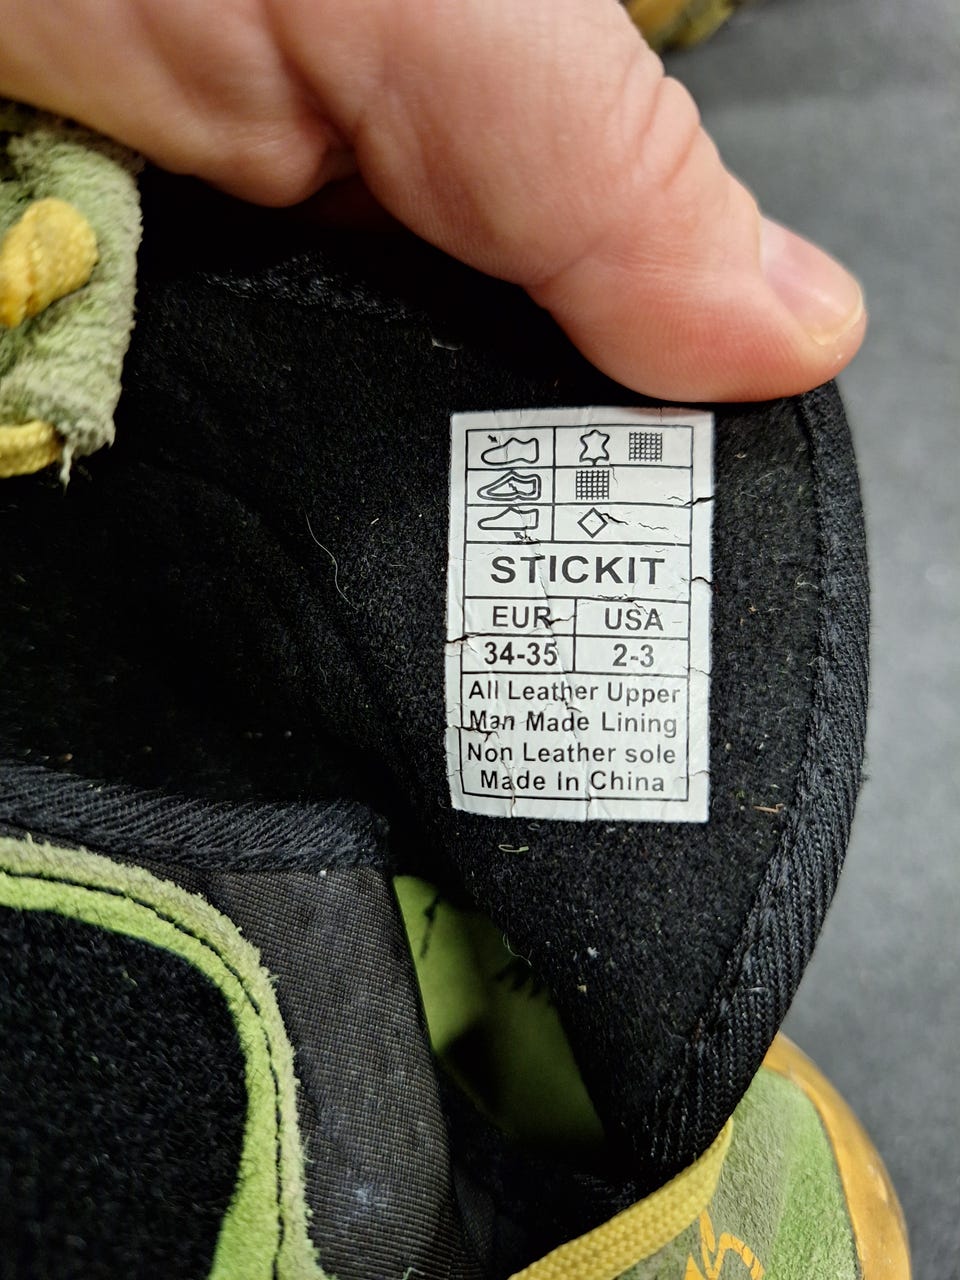 STICKIT
EUR USA
34-35 2-3
All Leather Upper
Man Made Lining
Non Leather sole
Made In China